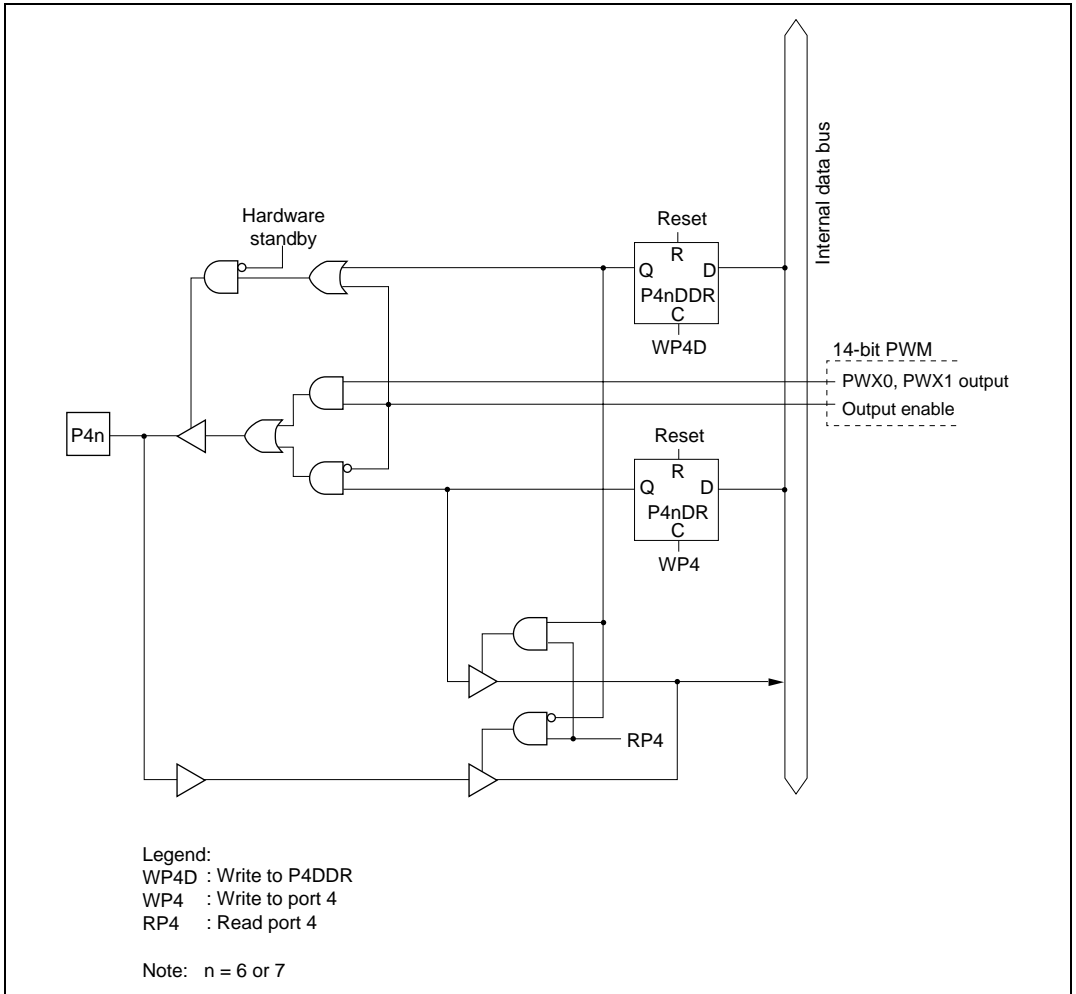 Internal data bus
Hardware
standby
Reset
R
Q D
P4nDDR
C
WP4D
14-bit PWM
PWX0, PWX1 output
Output enable
P4n
Reset
R
Q D
P4nDR
C
WP4
RP4
Legend:
WP4D : Write to P4DDR
WP4 : Write to port 4
RP4 : Read port 4
Note: n = 6 or 7